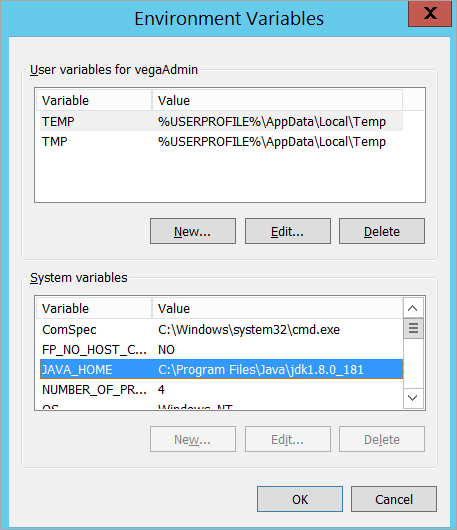 Environment Variables
User variables for vegaAdmin
Variable Value
TEMP %USERPROFILE%\AppData\Local\Temp
TMP %USERPROFILE%\AppData\Local\Temp
New... Edit... Delete
System variables
Variable Value
ComSpec C:\Windows\system32\cmd.exe
FP_NO_HOST_C... NO
JAVA_HOME C:\Program Files\Java\jdk1.8.0_181
NUMBER_OF_PR... 4
OS Windows_NT
New... Edit... Delete
OK Cancel